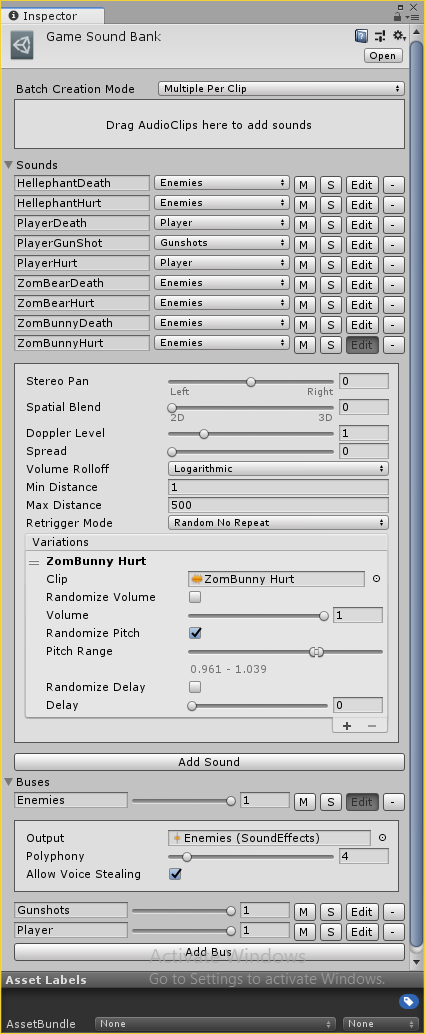 Inspector
Game Sound Bank
Open
Batch Creation Mode Multiple Per Clip
Drag AudioClips here to add sounds
Sounds
HellephantDeath Enemies M S Edit -
HellephantHurt Enemies M S Edit -
PlayerDeath Player M S Edit -
PlayerGunShot Gunshots M S Edit -
PlayerHurt Player M S Edit -
ZomBearDeath Enemies M S Edit -
ZomBearHurt Enemies M S Edit -
ZomBunnyDeath Enemies M S Edit -
ZomBunnyHurt Enemies M S Edit -
Stereo Pan 0
Left Right
Spatial Blend 0
2D 3D
Doppler Level 1
Spread 0
Volume Rolloff Logarithmic
Min Distance 1
Max Distance 500
Retrigger Mode Random No Repeat
Variations
ZomBunny Hurt
Clip ZomBunny Hurt
Randomize Volume
Volume 1
Randomize Pitch
Pitch Range
0.961 - 1.039
Randomize Delay
Delay 0
+ -
Add Sound
Buses
Enemies 1 M S Edit -
Output Enemies (SoundEffects)
Polyphony 4
Allow Voice Stealing
Gunshots 1 M S Edit -
Player 1 M S Edit -
Add Bus
Activate Windows
Go to Settings to activate Windows.
Asset Labels
AssetBundle None None